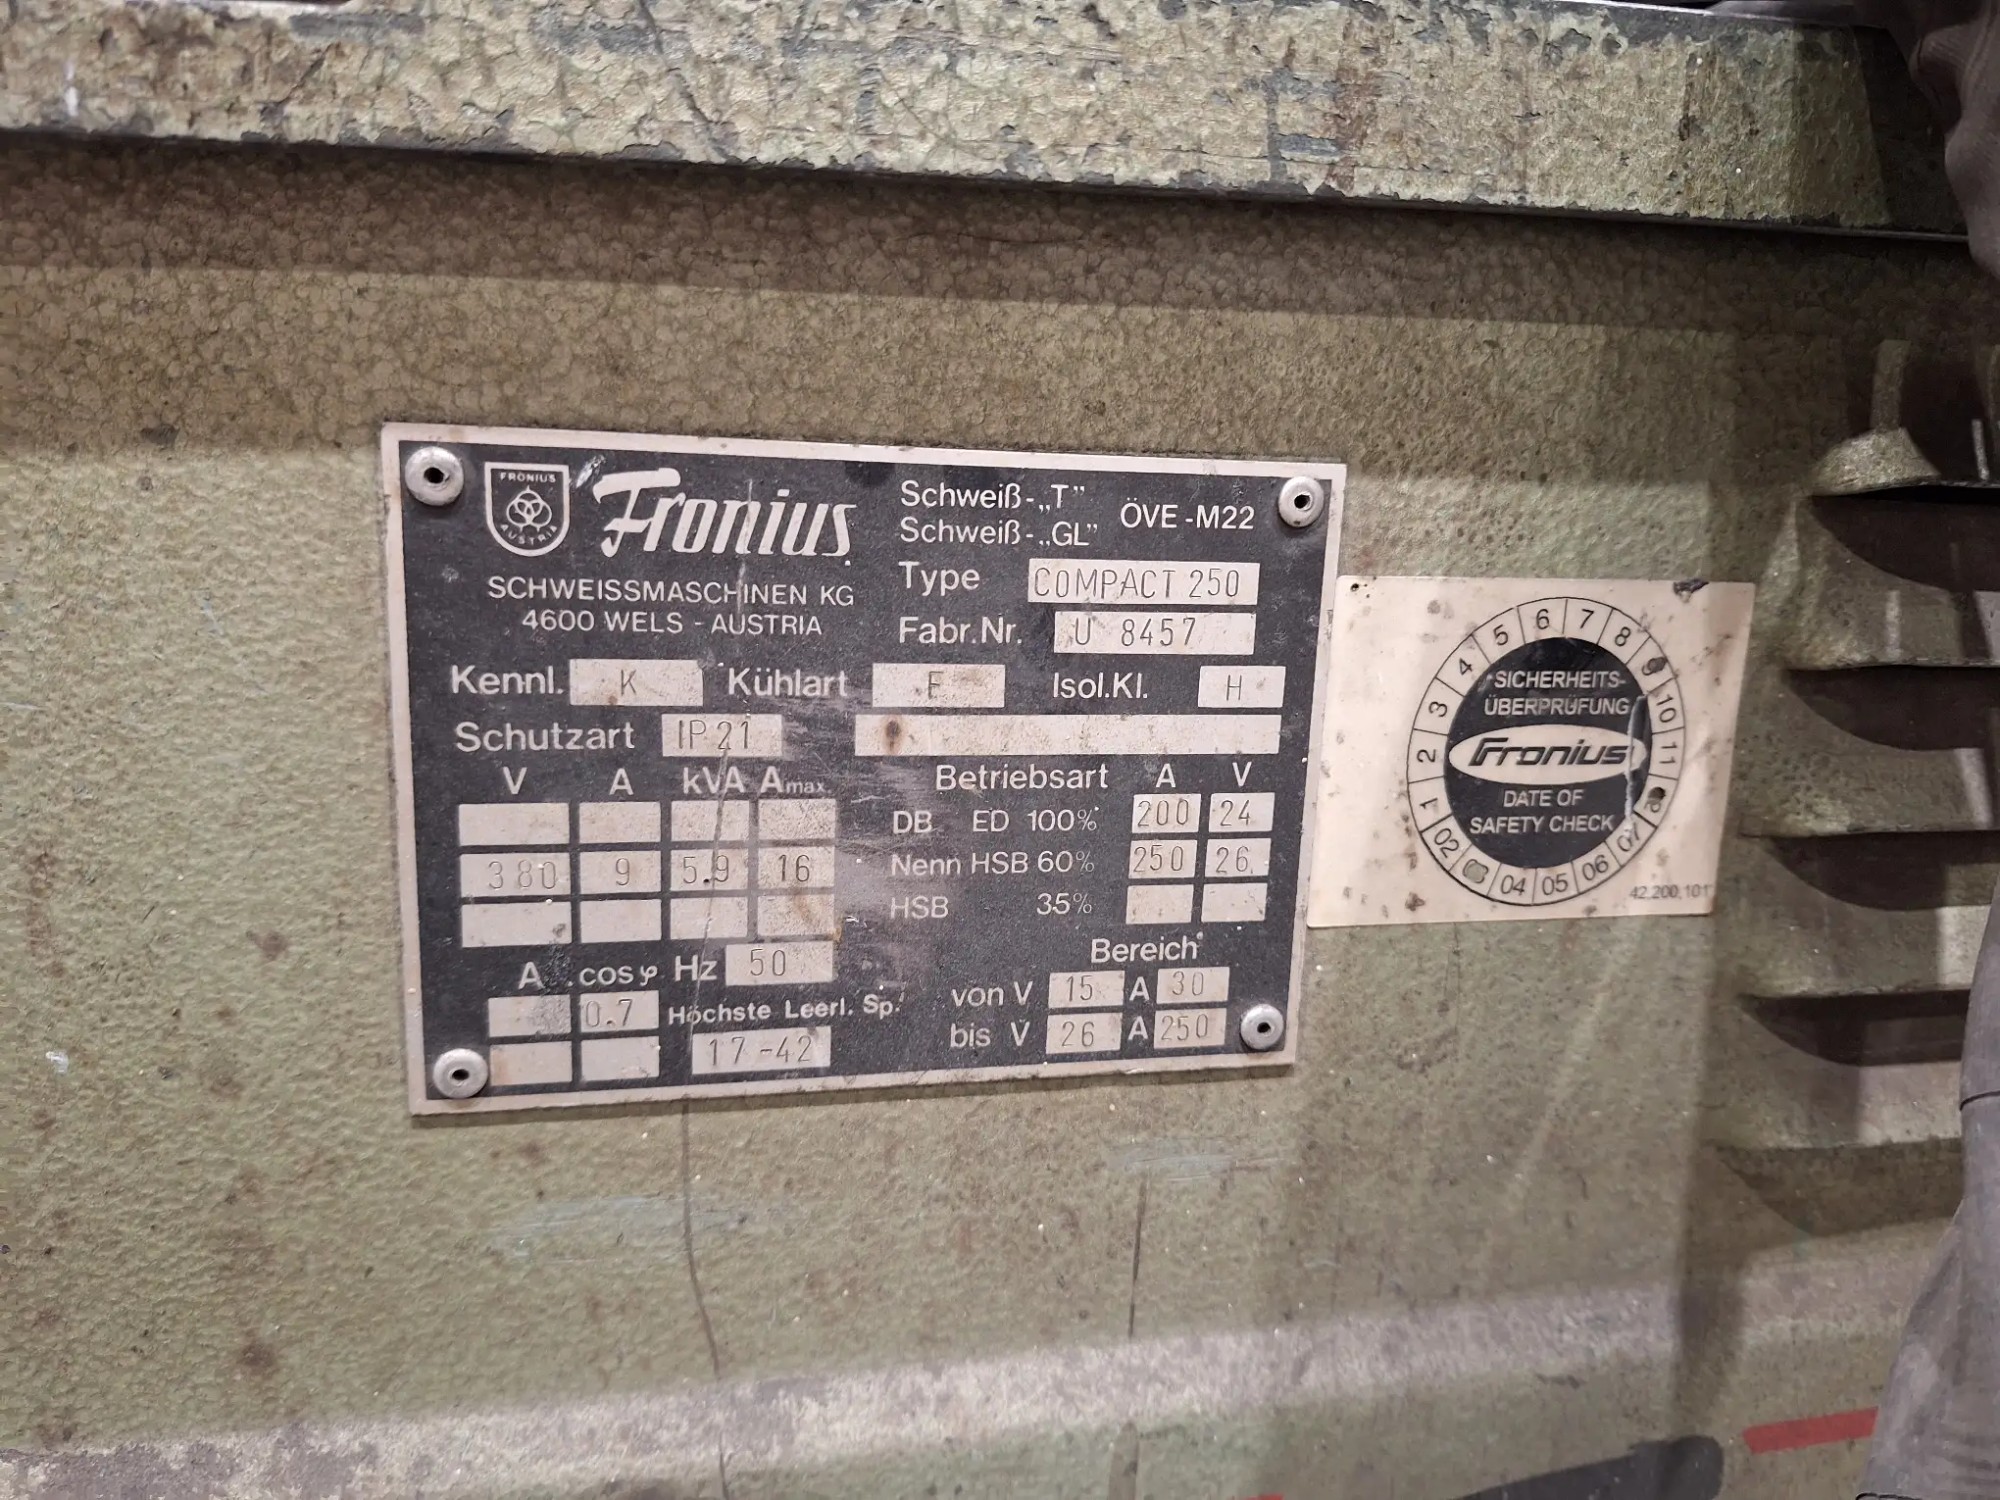 FRONIUS
AUSTRIA
Fronius
SCHWEISSMASCHINEN KG
4600 WELS - AUSTRIA
Schweiß-„T"
Schweiß-„GL"
ÖVE -M22
Type COMPACT 250
Fabr.Nr. U 8457
Kennl. K Kühlart F Isol.Kl. H
Schutzart IP 21
V A kVA Amax.
380 9 5.9 16
A cosφ Hz 50
0.7
Höchste Leerl. Sp.
17-42
Betriebsart A V
DB ED 100% 200 24
Nenn HSB 60% 250 26
HSB 35%
Bereich
von V 15 A 30
bis V 26 A 250
1 2 3 4 5 6 7 8 9 10 11
02 04 05 06 07
SICHERHEITS-
ÜBERPRÜFUNG
Fronius
DATE OF
SAFETY CHECK
42,200,101